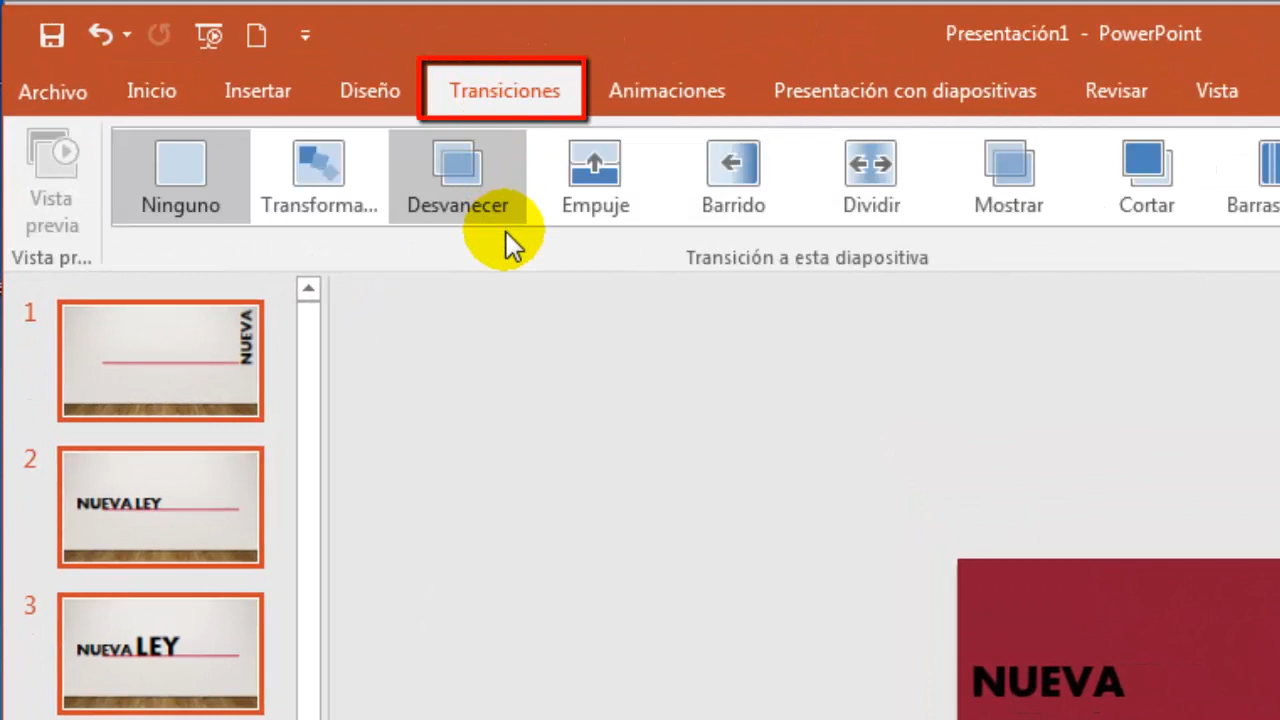 Presentación1 - PowerPoint
Archivo Inicio Insertar Diseño Transiciones Animaciones Presentación con diapositivas Revisar Vista
Vista previa
Ninguno Transforma... Desvanecer Empuje Barrido Dividir Mostrar Cortar Barras
Vista pr... Transición a esta diapositiva
1
NUEVA
2
NUEVA LEY
3
NUEVA LEY
NUEVA